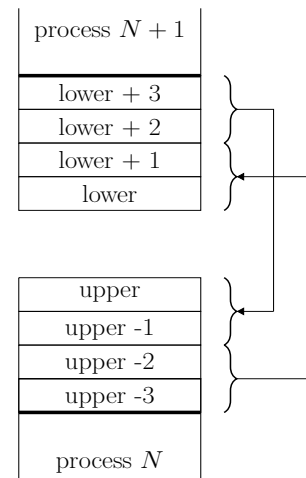 process N + 1
lower + 3
lower + 2
lower + 1
lower
upper
upper -1
upper -2
upper -3
process N